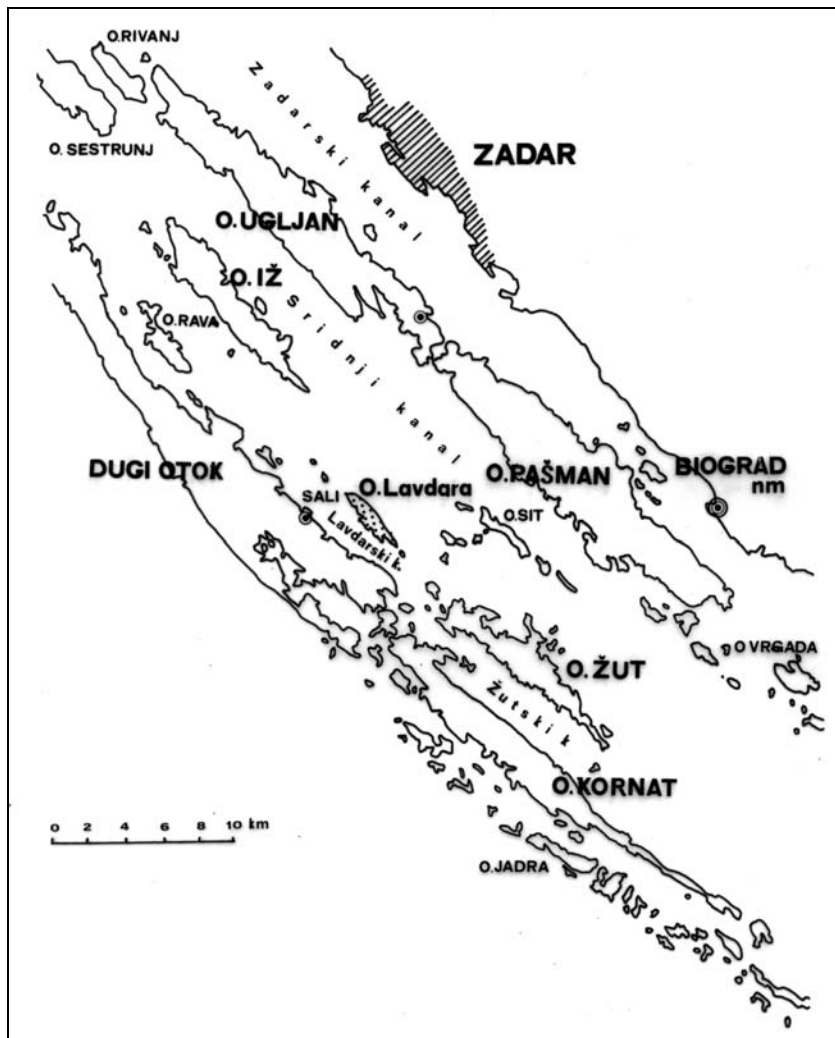 O.RIVANJ
Zadarski kanal
O. SESTRUNJ
ZADAR
O.UGLJAN
O.IŽ
O.RAVA
Sridnji kanal
DUGI OTOK
O.PAŠMAN
BIOGRAD
nm
SALI
O.Lavdara
O.SIT
Lavdarski k.
O VRGADA
O.ŽUT
Žutski k
O.KORNAT
0 2 4 6 8 10 km
O.JADRA